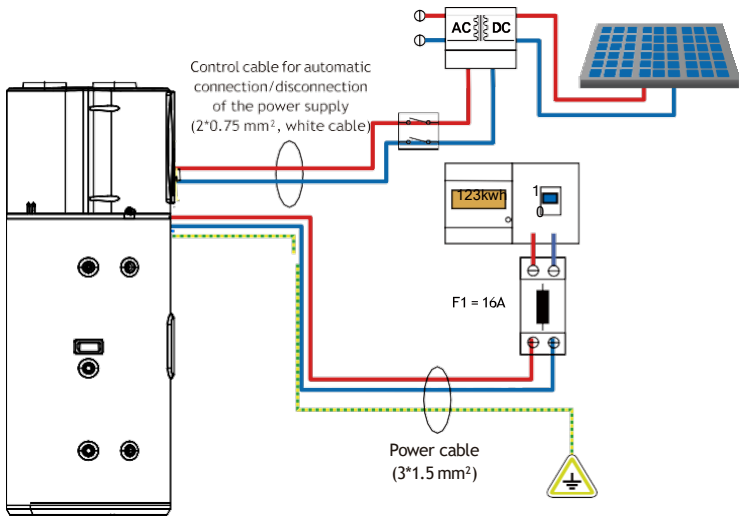 AC DC
Control cable for automatic
connection/disconnection
of the power supply
(2*0.75 mm², white cable)
123kwh
1
0
F1 = 16A
Power cable
(3*1.5 mm²)